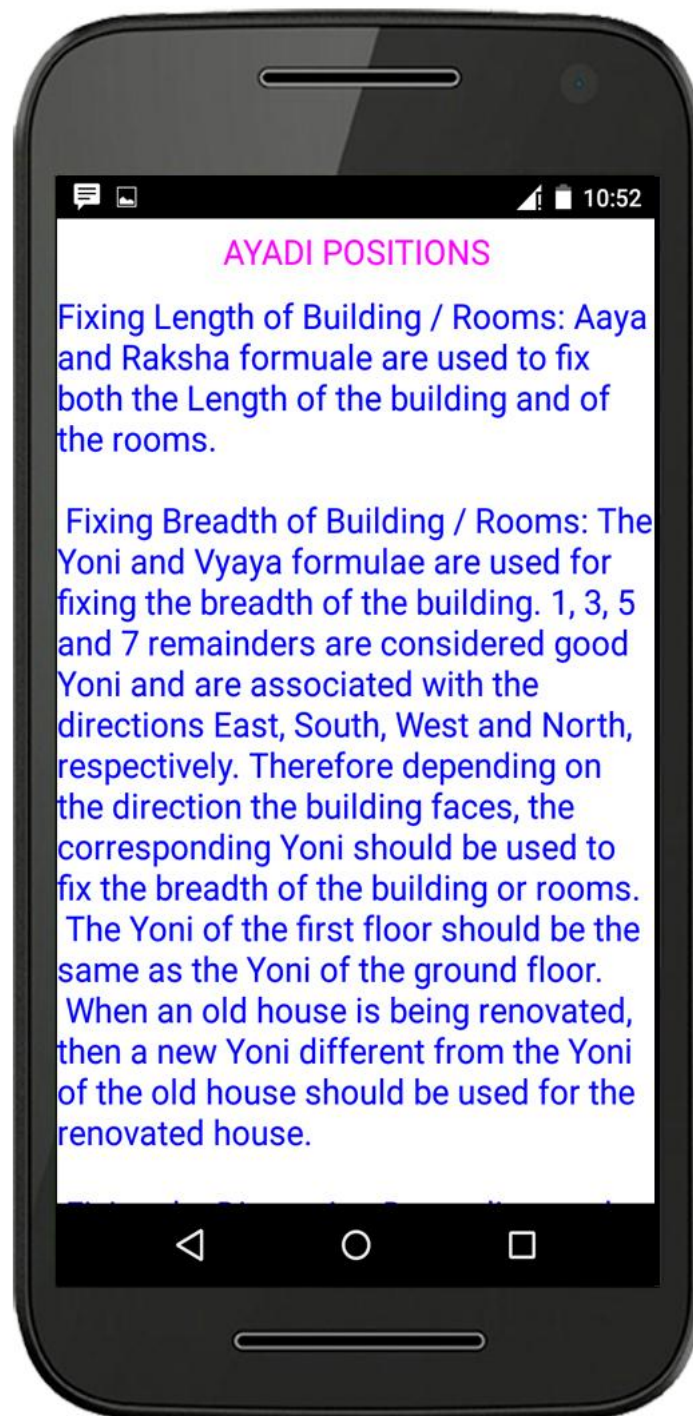 10:52
AYADI POSITIONS
Fixing Length of Building / Rooms: Aaya
and Raksha formuale are used to fix
both the Length of the building and of
the rooms.
Fixing Breadth of Building / Rooms: The
Yoni and Vyaya formulae are used for
fixing the breadth of the building. 1, 3, 5
and 7 remainders are considered good
Yoni and are associated with the
directions East, South, West and North,
respectively. Therefore depending on
the direction the building faces, the
corresponding Yoni should be used to
fix the breadth of the building or rooms.
The Yoni of the first floor should be the
same as the Yoni of the ground floor.
When an old house is being renovated,
then a new Yoni different from the Yoni
of the old house should be used for the
renovated house.